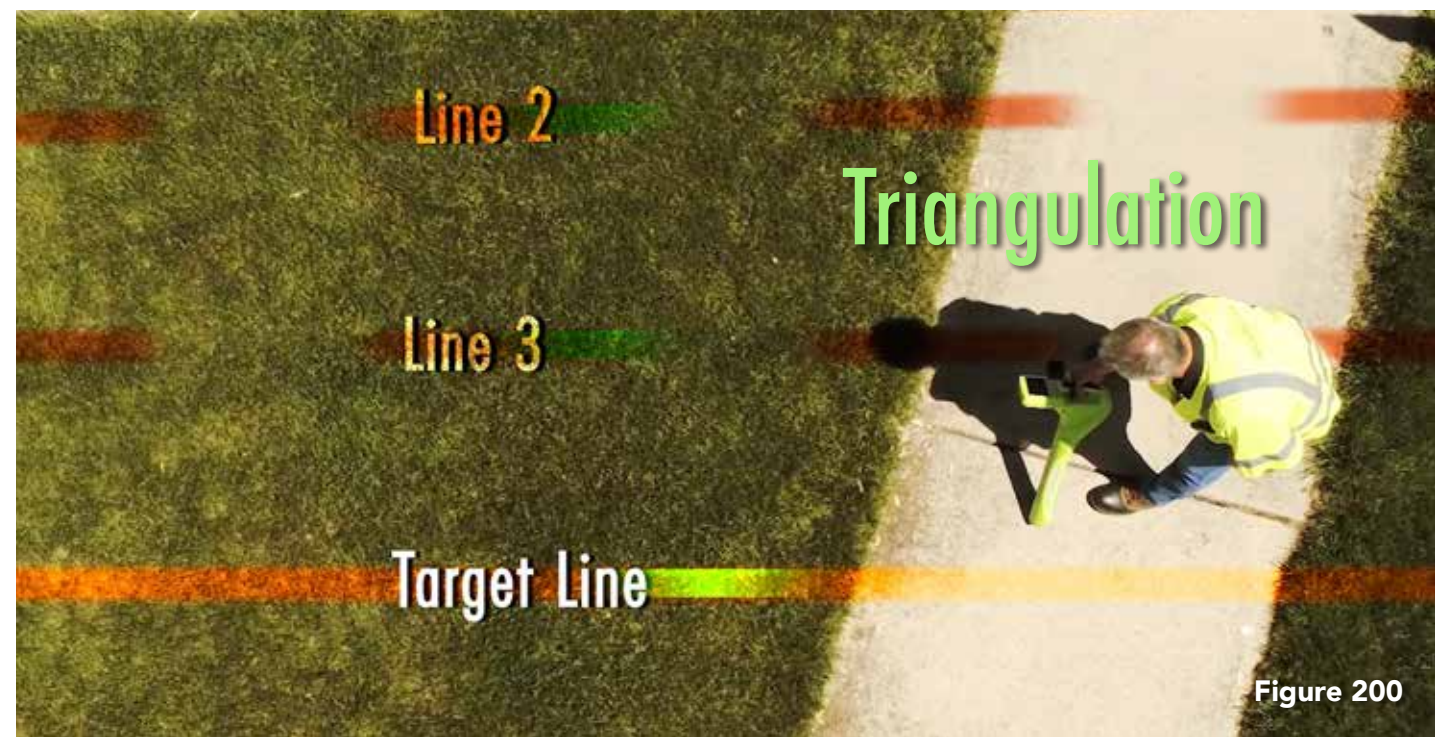 Line 2
Triangulation
Line 3
Target Line
Figure 200